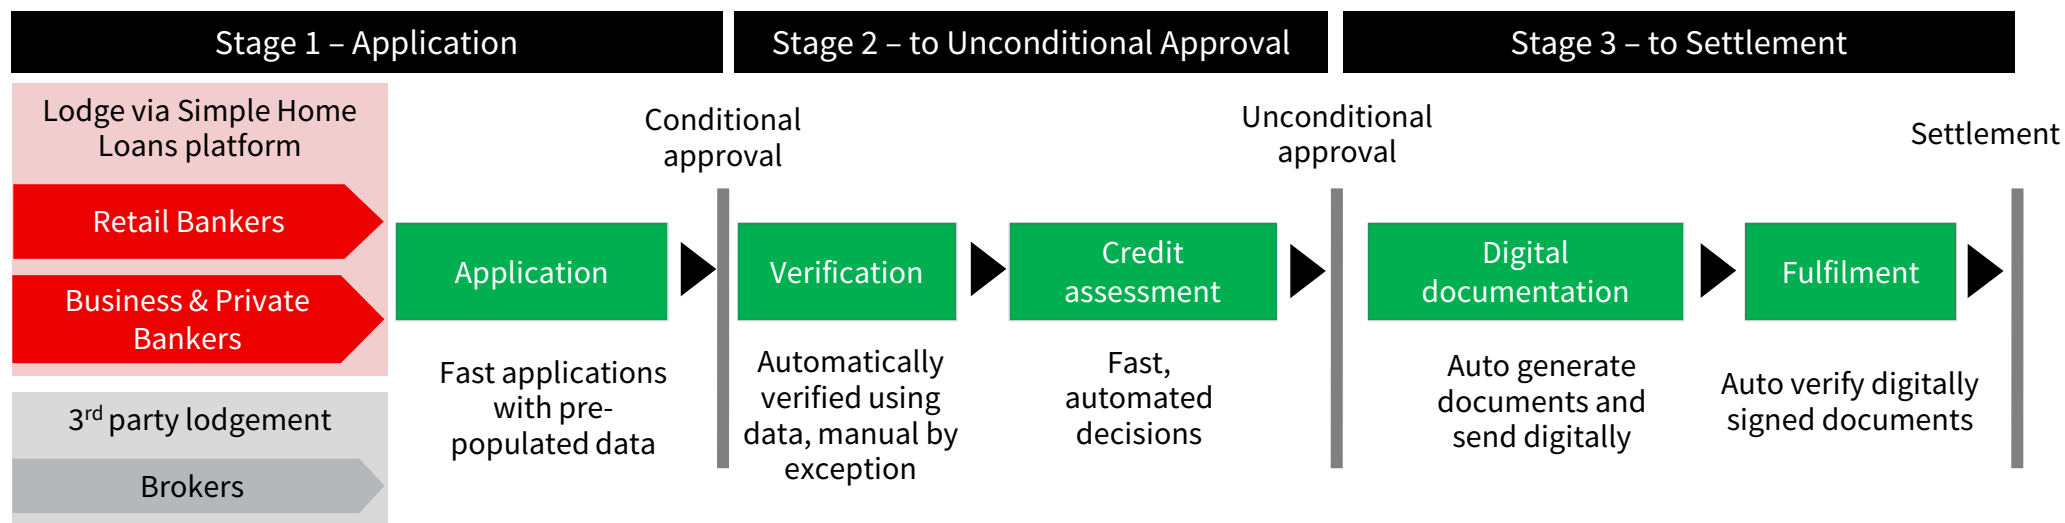 Stage 1 – Application
Stage 2 – to Unconditional Approval
Stage 3 – to Settlement
Lodge via Simple Home
Loans platform
Retail Bankers
Business & Private
Bankers
3rd party lodgement
Brokers
Application
Fast applications
with pre-
populated data
Conditional
approval
Verification
Automatically
verified using
data, manual by
exception
Credit
assessment
Fast,
automated
decisions
Unconditional
approval
Digital
documentation
Auto generate
documents and
send digitally
Fulfilment
Auto verify digitally
signed documents
Settlement